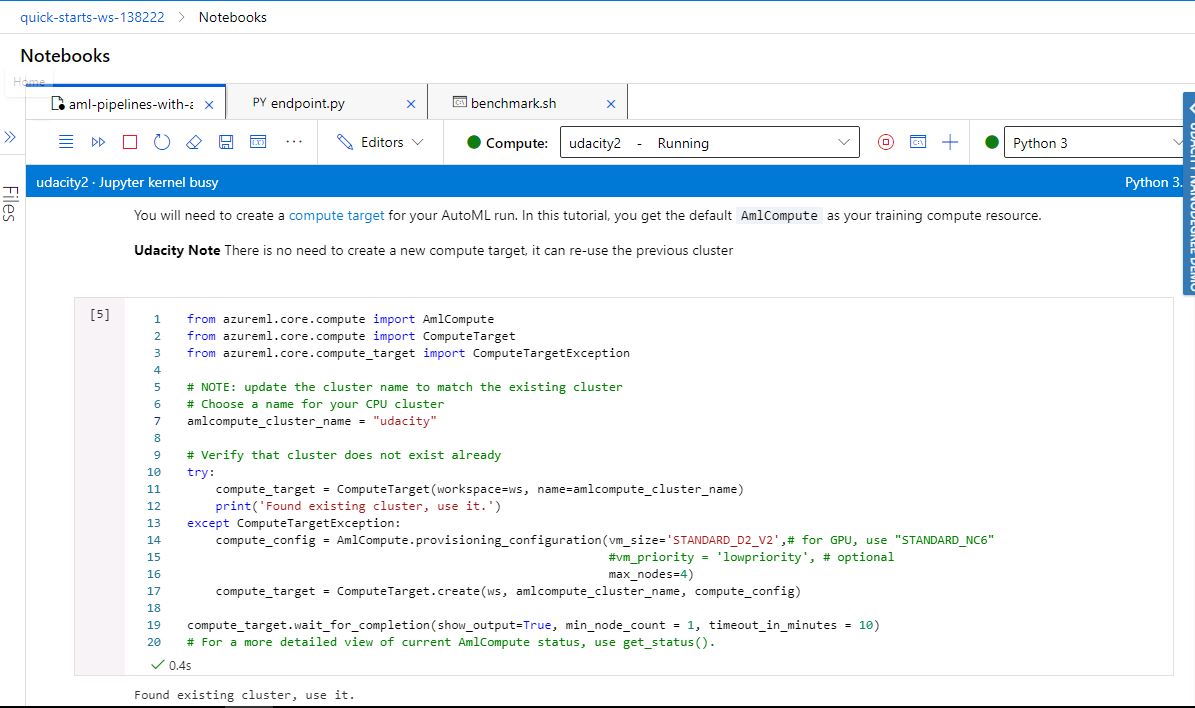 quick-starts-ws-138222 > Notebooks
Notebooks
Home
aml-pipelines-with-a
PY endpoint.py
benchmark.sh
Editors
Compute:
udacity2 - Running
Python 3
udacity2 · Jupyter kernel busy
Python 3.
Files
You will need to create a compute target for your AutoML run. In this tutorial, you get the default AmlCompute as your training compute resource.
Udacity Note There is no need to create a new compute target, it can re-use the previous cluster
[5]
1 from azureml.core.compute import AmlCompute
2 from azureml.core.compute import ComputeTarget
3 from azureml.core.compute_target import ComputeTargetException
4
5 # NOTE: update the cluster name to match the existing cluster
6 # Choose a name for your CPU cluster
7 amlcompute_cluster_name = "udacity"
8
9 # Verify that cluster does not exist already
10 try:
11     compute_target = ComputeTarget(workspace=ws, name=amlcompute_cluster_name)
12     print('Found existing cluster, use it.')
13 except ComputeTargetException:
14     compute_config = AmlCompute.provisioning_configuration(vm_size='STANDARD_D2_V2',# for GPU, use "STANDARD_NC6"
15                                                            #vm_priority = 'lowpriority', # optional
16                                                            max_nodes=4)
17     compute_target = ComputeTarget.create(ws, amlcompute_cluster_name, compute_config)
18
19 compute_target.wait_for_completion(show_output=True, min_node_count = 1, timeout_in_minutes = 10)
20 # For a more detailed view of current AmlCompute status, use get_status().
0.4s
Found existing cluster, use it.